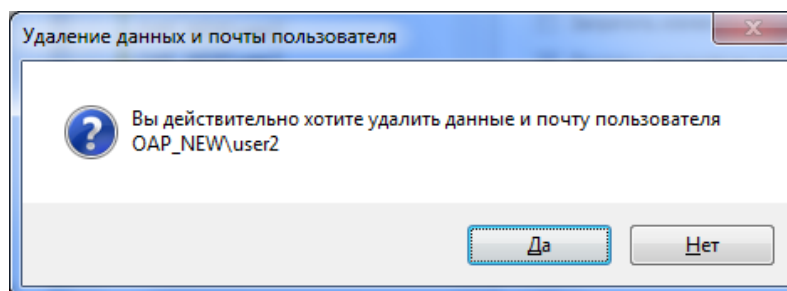 Удаление данных и почты пользователя
Вы действительно хотите удалить данные и почту пользователя
OAP_NEW\user2
Да
Нет